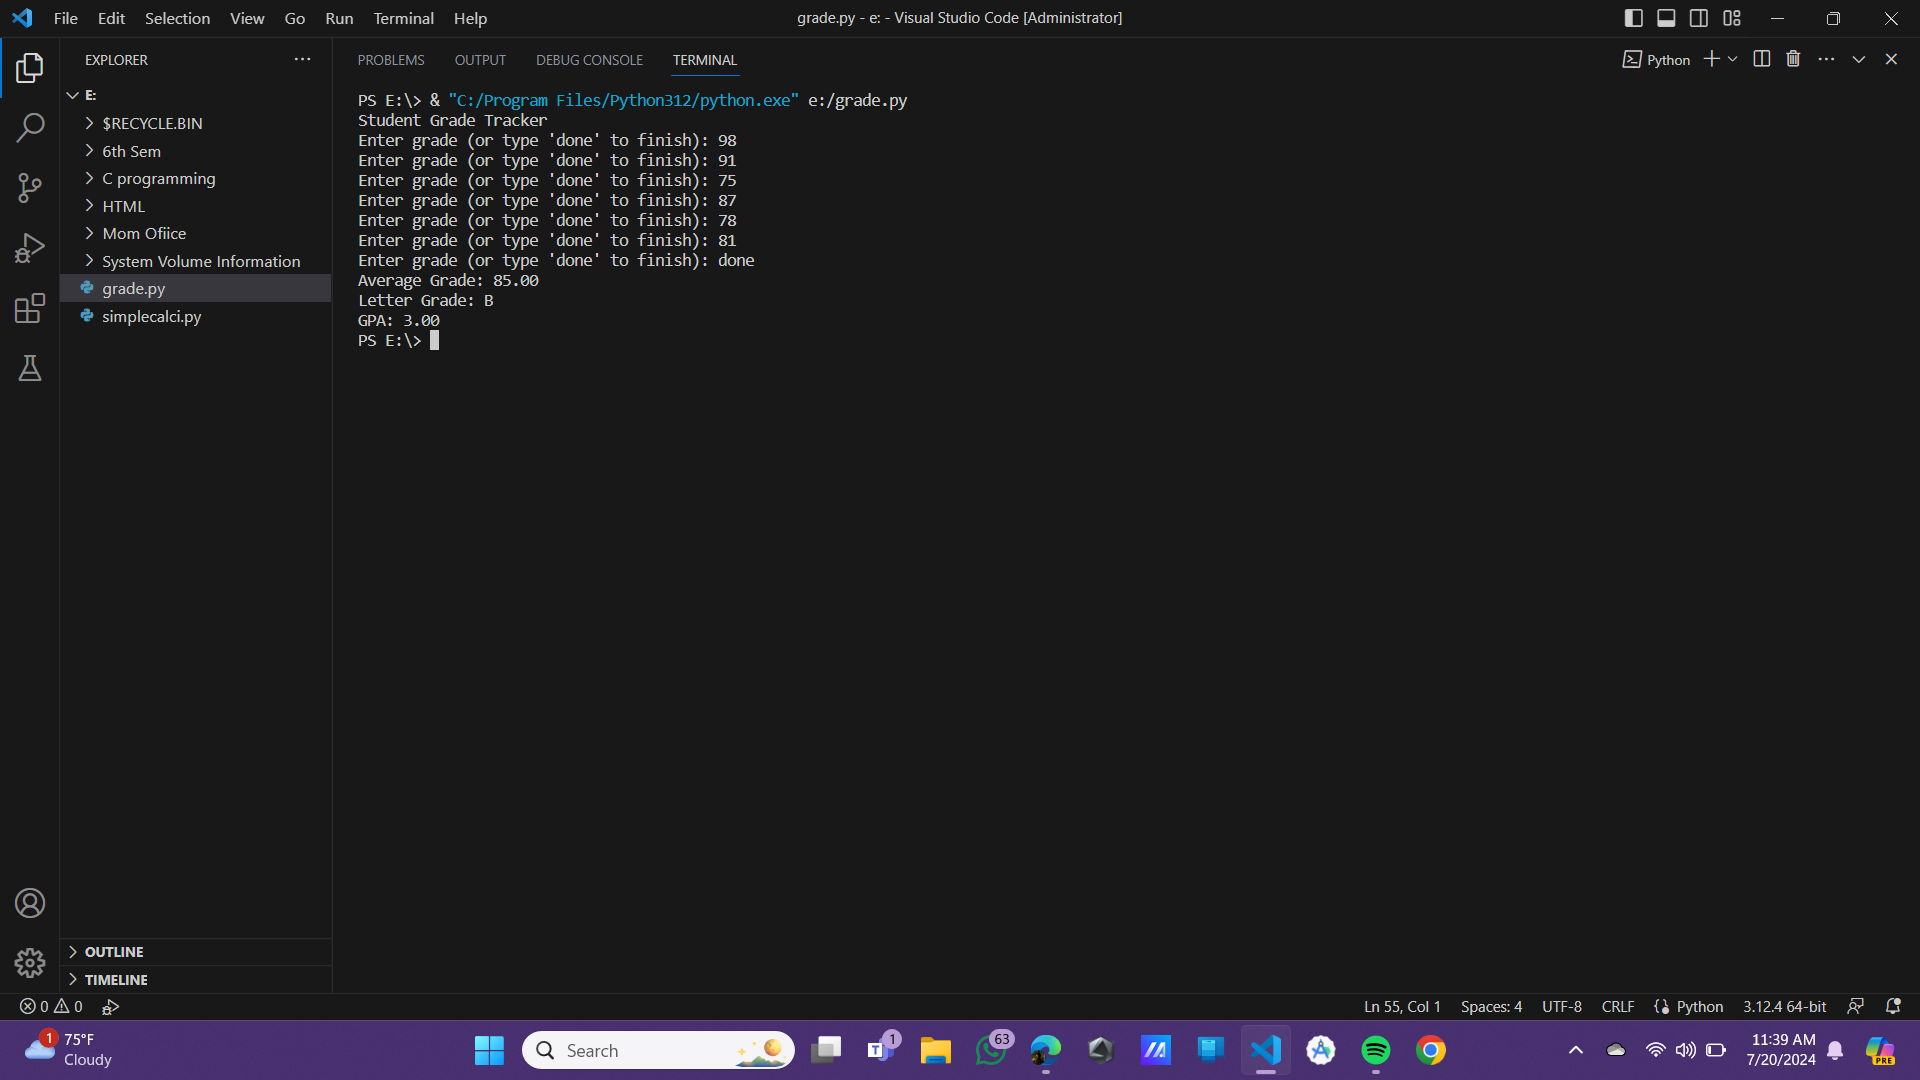 File Edit Selection View Go Run Terminal Help
grade.py - e: - Visual Studio Code [Administrator]
EXPLORER
E:
$RECYCLE.BIN
6th Sem
C programming
HTML
Mom Ofiice
System Volume Information
grade.py
simplecalci.py
OUTLINE
TIMELINE
PROBLEMS OUTPUT DEBUG CONSOLE TERMINAL
Python
PS E:\> & "C:/Program Files/Python312/python.exe" e:/grade.py
Student Grade Tracker
Enter grade (or type 'done' to finish): 98
Enter grade (or type 'done' to finish): 91
Enter grade (or type 'done' to finish): 75
Enter grade (or type 'done' to finish): 87
Enter grade (or type 'done' to finish): 78
Enter grade (or type 'done' to finish): 81
Enter grade (or type 'done' to finish): done
Average Grade: 85.00
Letter Grade: B
GPA: 3.00
PS E:\>
0 0
Ln 55, Col 1 Spaces: 4 UTF-8 CRLF Python 3.12.4 64-bit
1
75°F
Cloudy
Search
T 1
63
11:39 AM
7/20/2024
PRE